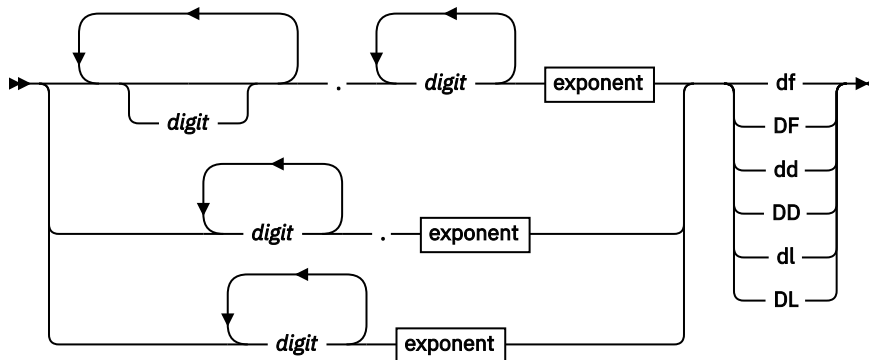 . digit exponent df
digit DF
dd
digit . exponent DD
dl
DL
digit exponent